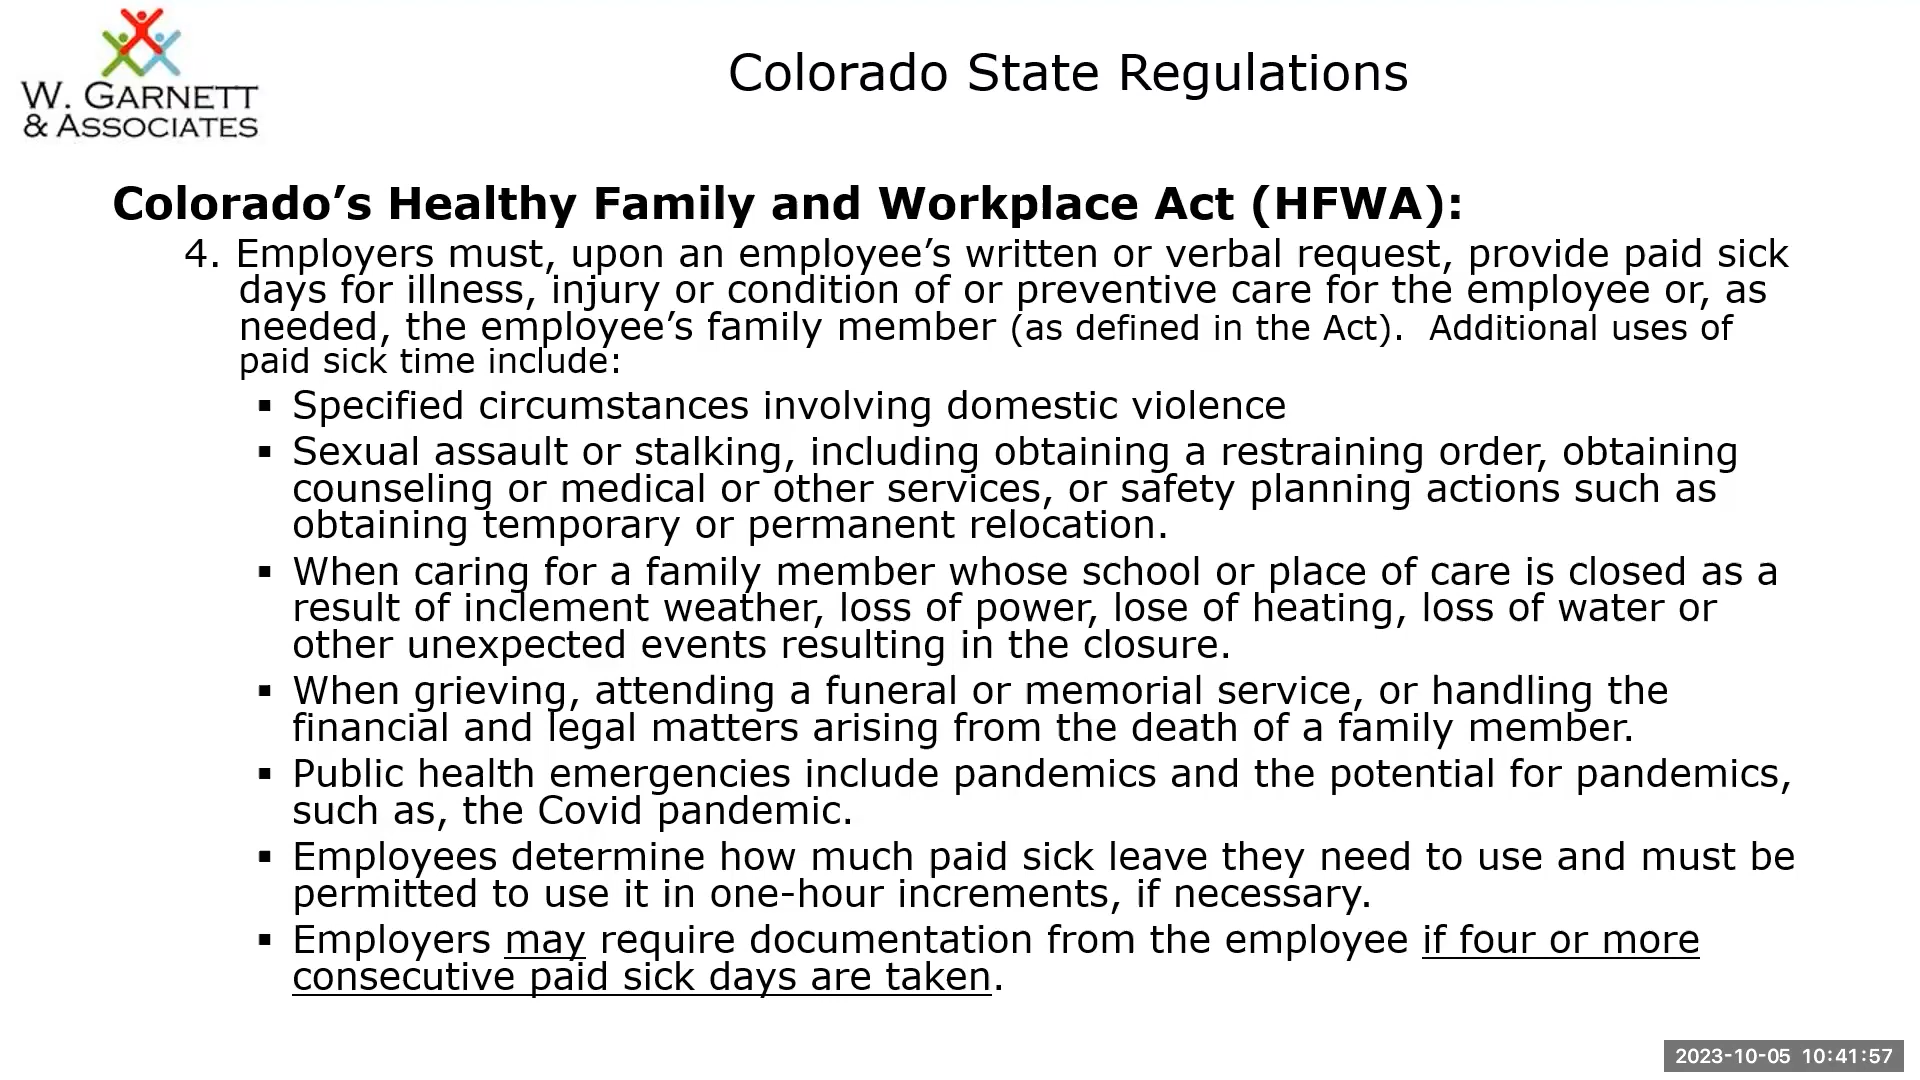 W. GARNETT
& ASSOCIATES
Colorado State Regulations
Colorado’s Healthy Family and Workplace Act (HFWA):
4. Employers must, upon an employee’s written or verbal request, provide paid sick
days for illness, injury or condition of or preventive care for the employee or, as
needed, the employee’s family member (as defined in the Act).  Additional uses of
paid sick time include:
▪ Specified circumstances involving domestic violence
▪ Sexual assault or stalking, including obtaining a restraining order, obtaining
counseling or medical or other services, or safety planning actions such as
obtaining temporary or permanent relocation.
▪ When caring for a family member whose school or place of care is closed as a
result of inclement weather, loss of power, lose of heating, loss of water or
other unexpected events resulting in the closure.
▪ When grieving, attending a funeral or memorial service, or handling the
financial and legal matters arising from the death of a family member.
▪ Public health emergencies include pandemics and the potential for pandemics,
such as, the Covid pandemic.
▪ Employees determine how much paid sick leave they need to use and must be
permitted to use it in one-hour increments, if necessary.
▪ Employers may require documentation from the employee if four or more
consecutive paid sick days are taken.
2023-10-05 10:41:57